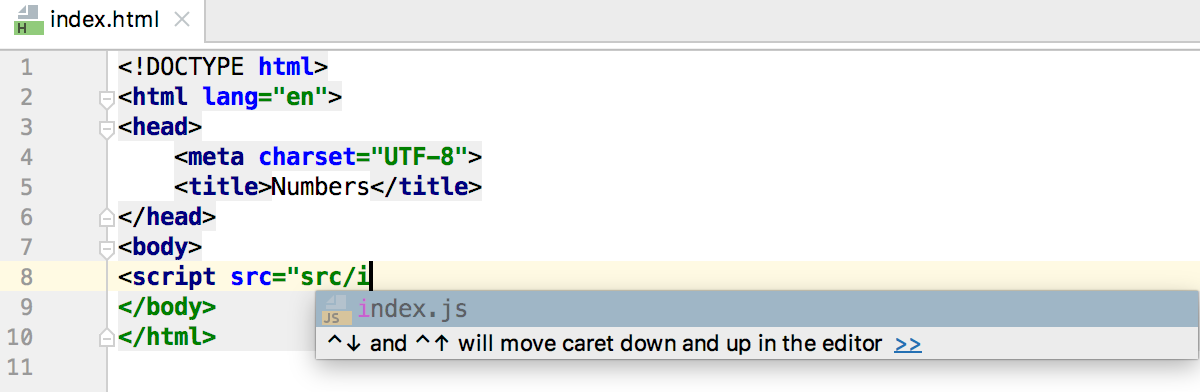 H index.html
1 <!DOCTYPE html>
2 <html lang="en">
3 <head>
4 <meta charset="UTF-8">
5 <title>Numbers</title>
6 </head>
7 <body>
8 <script src="src/i
JS index.js
9 </body>
^↓ and ^↑ will move caret down and up in the editor >>
10 </html>
11